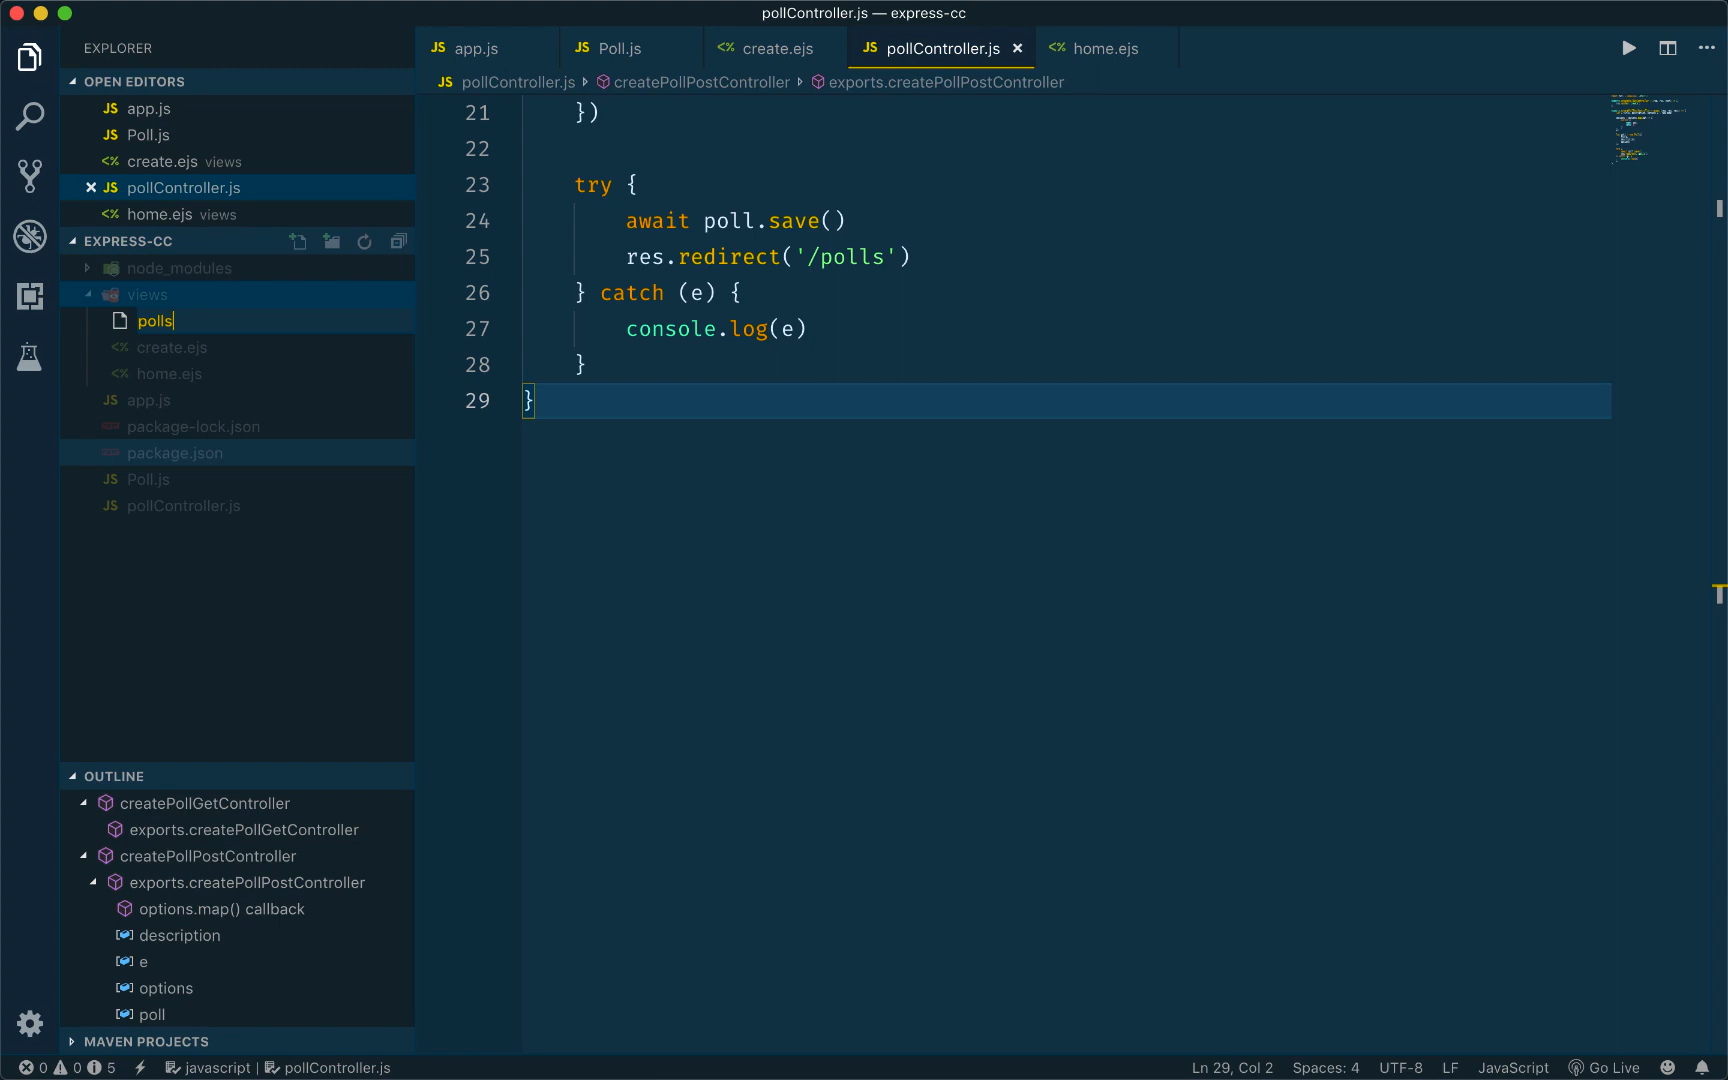 pollController.js — express-cc
EXPLORER
OPEN EDITORS
JS app.js
JS Poll.js
<% create.ejs views
JS pollController.js
<% home.ejs views
EXPRESS-CC
node_modules
views
polls
<% create.ejs
<% home.ejs
JS app.js
package-lock.json
package.json
JS Poll.js
JS pollController.js
OUTLINE
createPollGetController
exports.createPollGetController
createPollPostController
exports.createPollPostController
options.map() callback
description
e
options
poll
MAVEN PROJECTS
JS app.js JS Poll.js <% create.ejs JS pollController.js <% home.ejs
JS pollController.js createPollPostController exports.createPollPostController
21 })
22
23 try {
24 await poll.save()
25 res.redirect('/polls')
26 } catch (e) {
27 console.log(e)
28 }
29 }
0 0 5 javascript | pollController.js Ln 29, Col 2 Spaces: 4 UTF-8 LF JavaScript Go Live